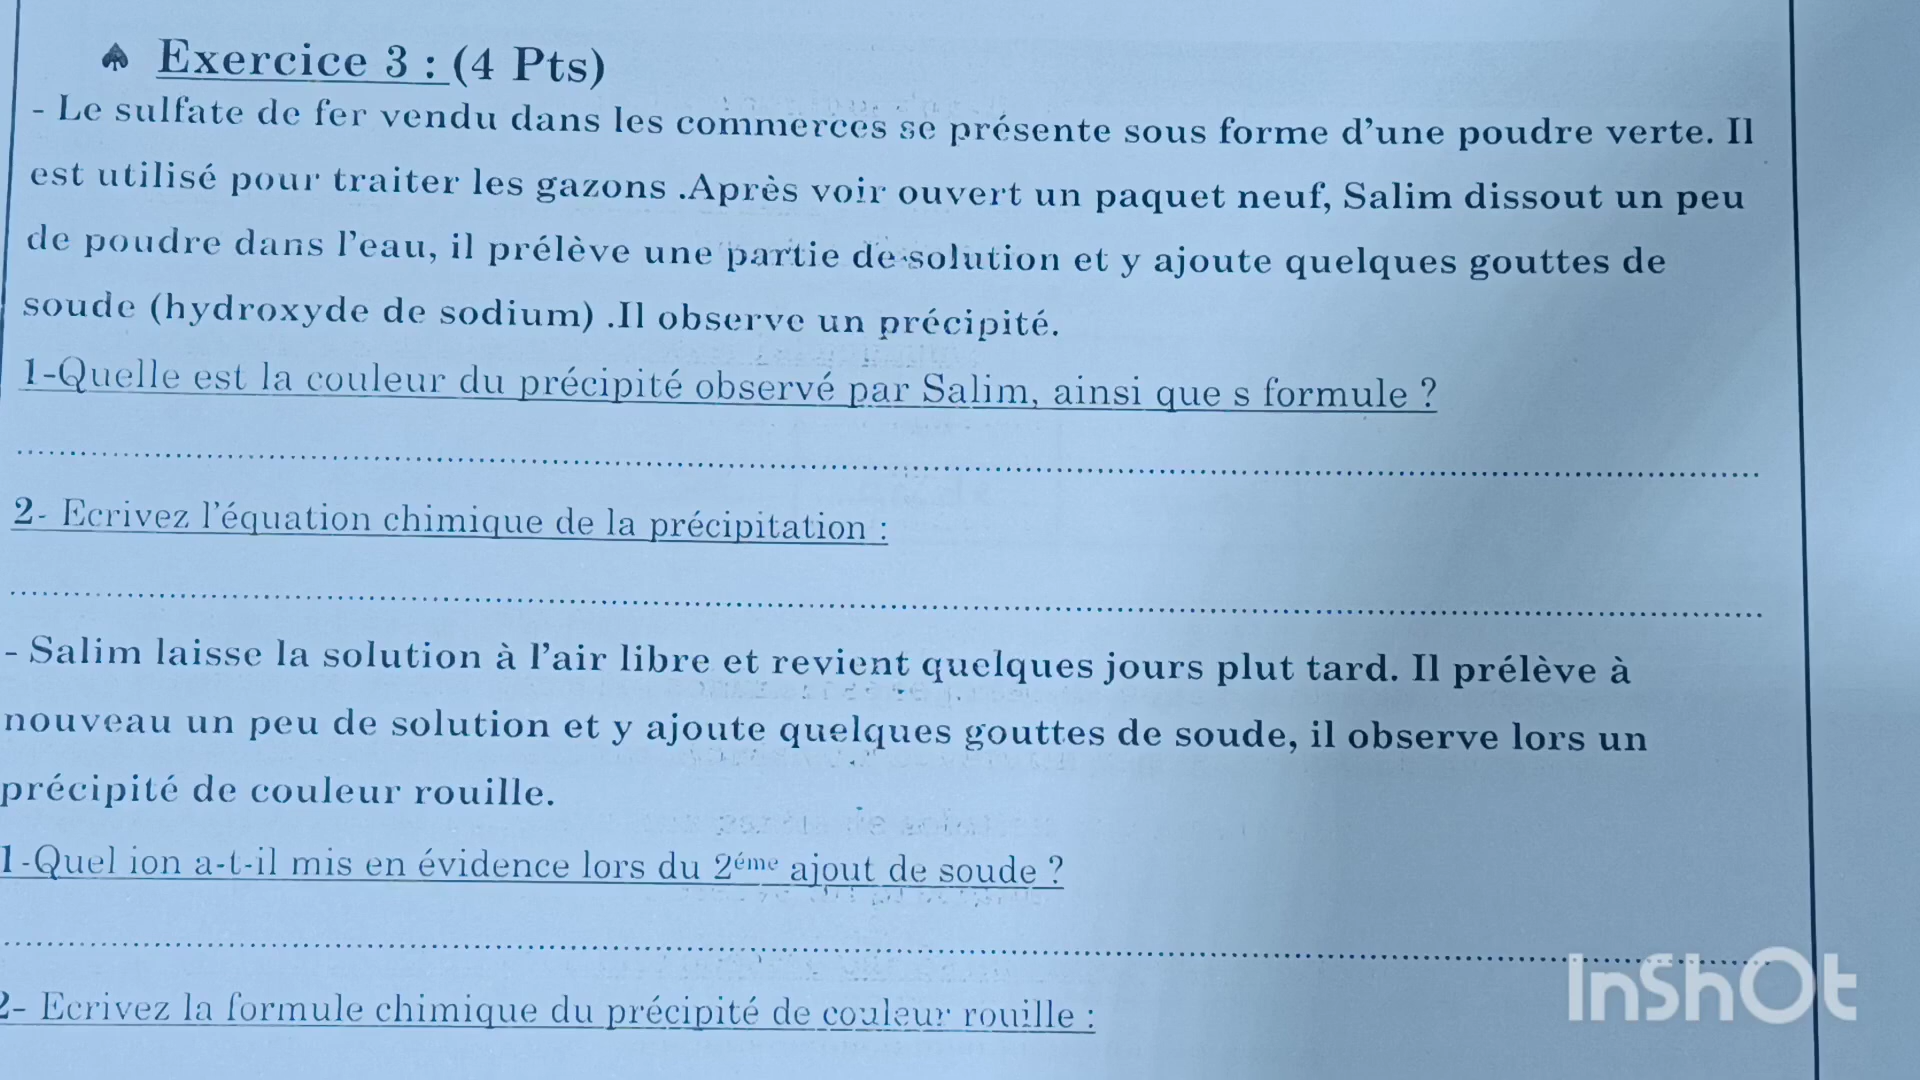 Exercice 3 : (4 Pts)
- Le sulfate de fer vendu dans les commerces se présente sous forme d'une poudre verte. Il
est utilisé pour traiter les gazons .Après voir ouvert un paquet neuf, Salim dissout un peu
de poudre dans l'eau, il prélève une partie de solution et y ajoute quelques gouttes de
soude (hydroxyde de sodium) .Il observe un précipité.
1-Quelle est la couleur du précipité observé par Salim, ainsi que s formule ?
2- Ecrivez l'équation chimique de la précipitation :
- Salim laisse la solution à l'air libre et revient quelques jours plut tard. Il prélève à
nouveau un peu de solution et y ajoute quelques gouttes de soude, il observe lors un
précipité de couleur rouille.
1-Quel ion a-t-il mis en évidence lors du 2éme ajout de soude ?
2- Ecrivez la formule chimique du précipité de couleur rouille :
InShOt